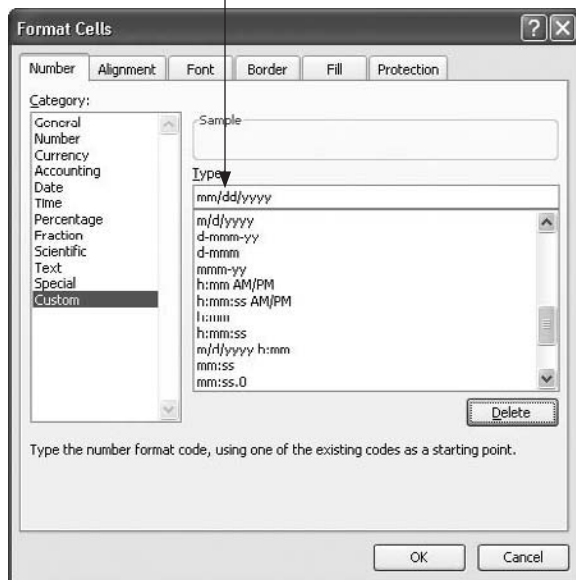 Format Cells
Number Alignment Font Border Fill Protection
Category:
General
Number
Currency
Accounting
Date
Time
Percentage
Fraction
Scientific
Text
Special
Custom
Sample
Type
mm/dd/yyyy
m/d/yyyy
d-mmm-yy
d-mmm
mmm-yy
h:mm AM/PM
h:mm:ss AM/PM
h:mm
h:mm:ss
m/d/yyyy h:mm
mm:ss
mm:ss.0
Delete
Type the number format code, using one of the existing codes as a starting point.
OK Cancel